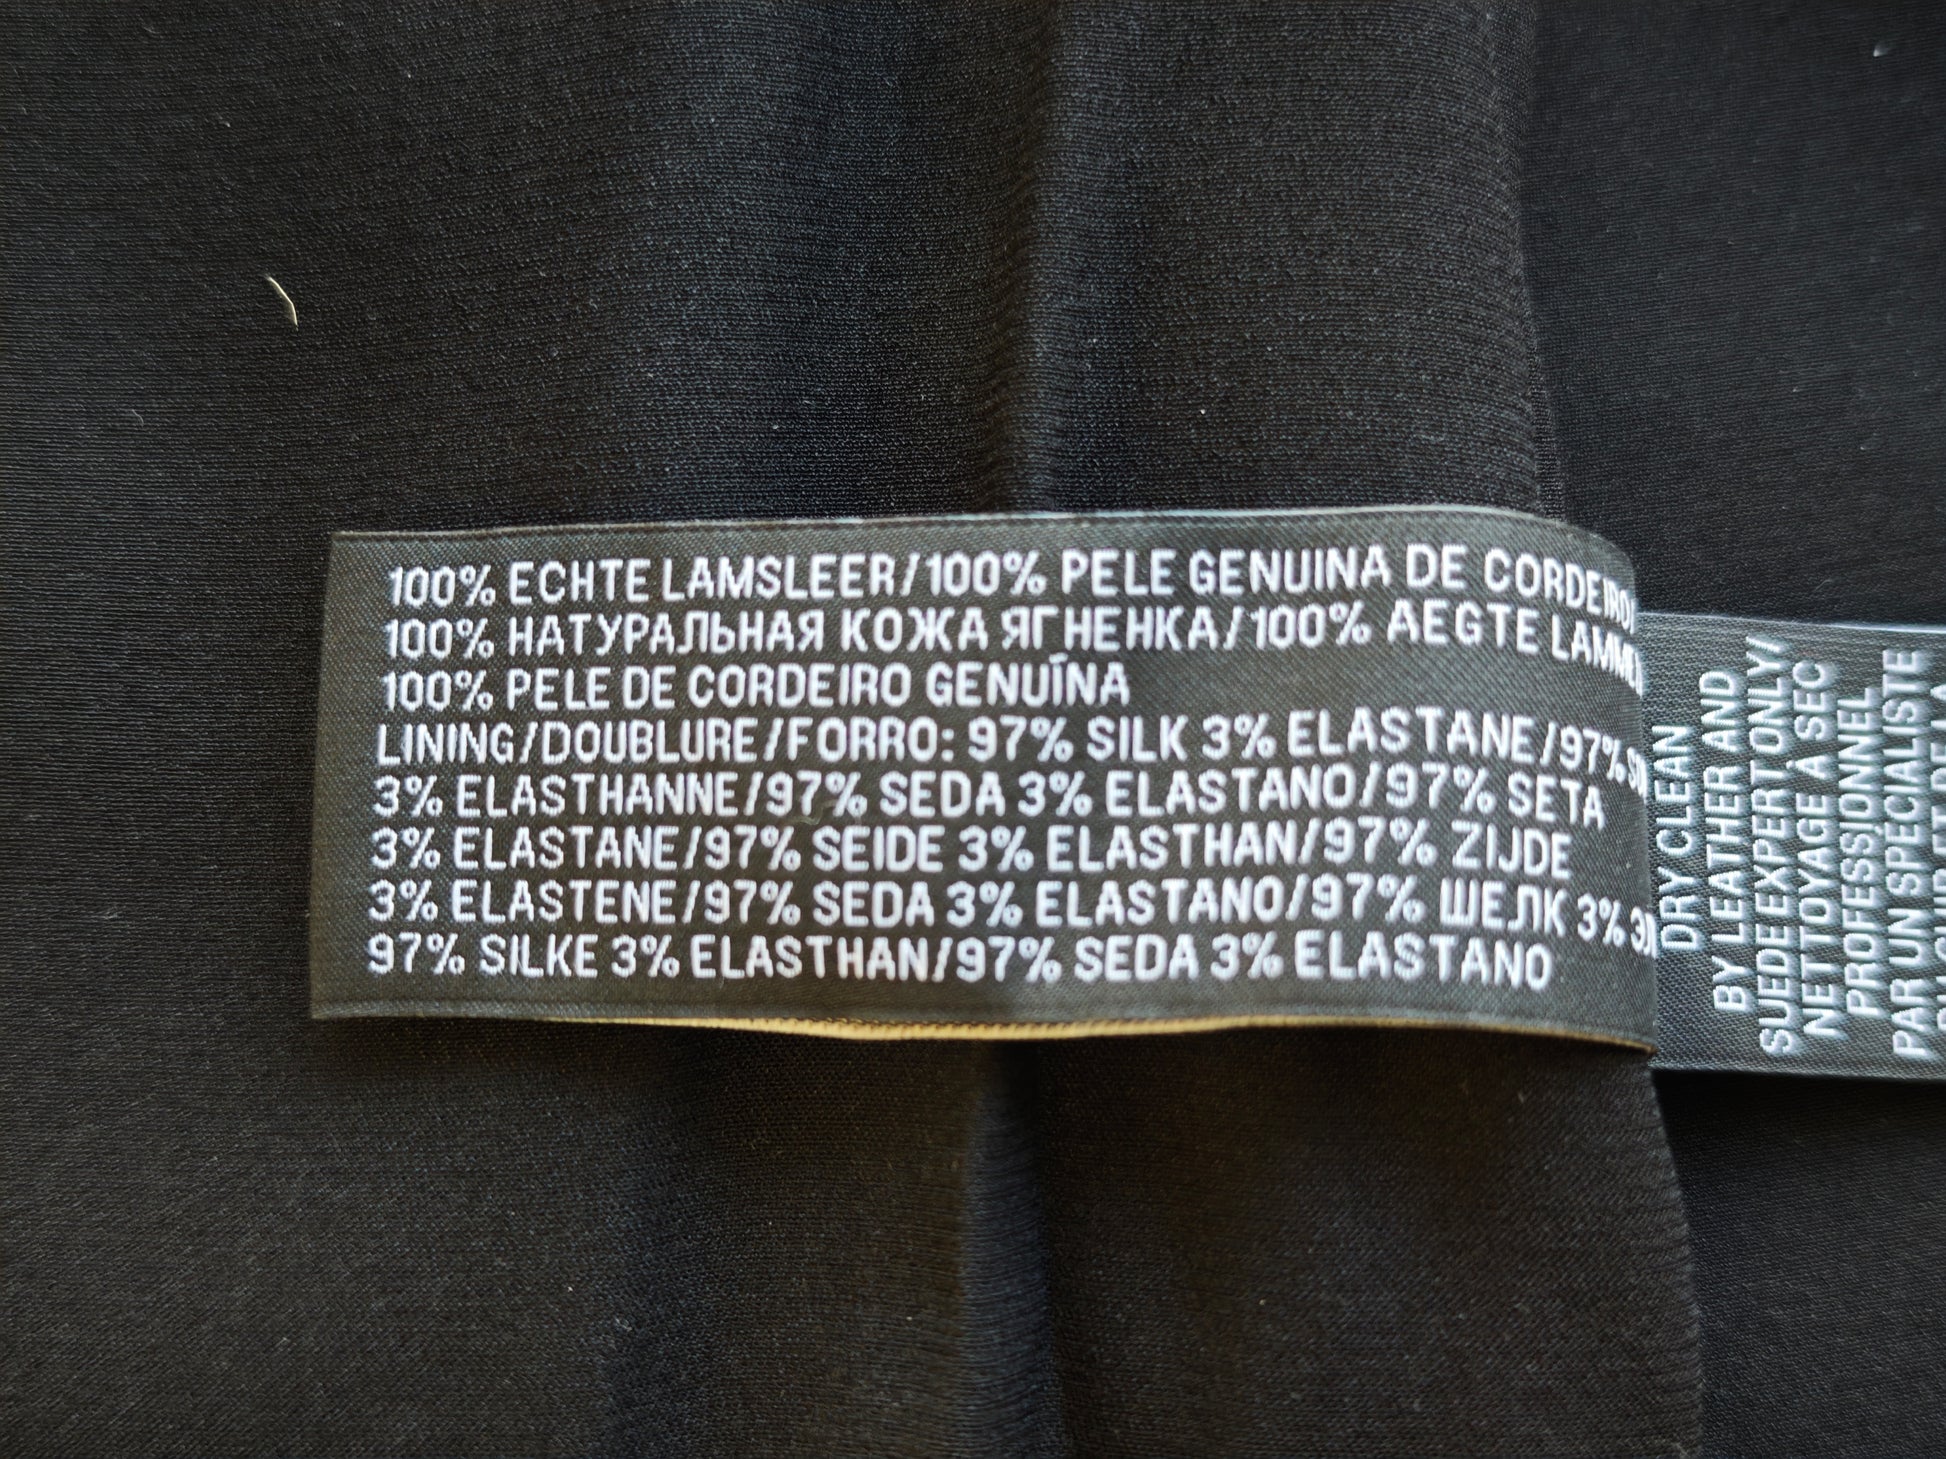 100% ECHTE LAMSLEER/100% PELE GENUINA DE CORDEIRO/
100% НАТУРАЛЬНАЯ КОЖА ЯГНЕНКА/100% AEGTE
100% PELE DE CORDEIRO GENUÍNA
LINING/DOUBLURE/FORRO: 97% SILK 3% ELASTANE/97%
3% ELASTHANNE/97% SEDA 3% ELASTANO/97% SETA
3% ELASTANE/97% SEIDE 3% ELASTHAN/97% ZIJDE
3% ELASTENE/97% SEDA 3% ELASTANO/97% ШЕЛК 3%
97% SILKE 3% ELASTHAN/97% SEDA 3% ELASTANO
DRY CLEAN
BY LEATHER AND
SUEDE EXPERT ONLY/
NETTOYAGE À SEC
PROFESSIONNEL
PAR UN SPECIALISTE